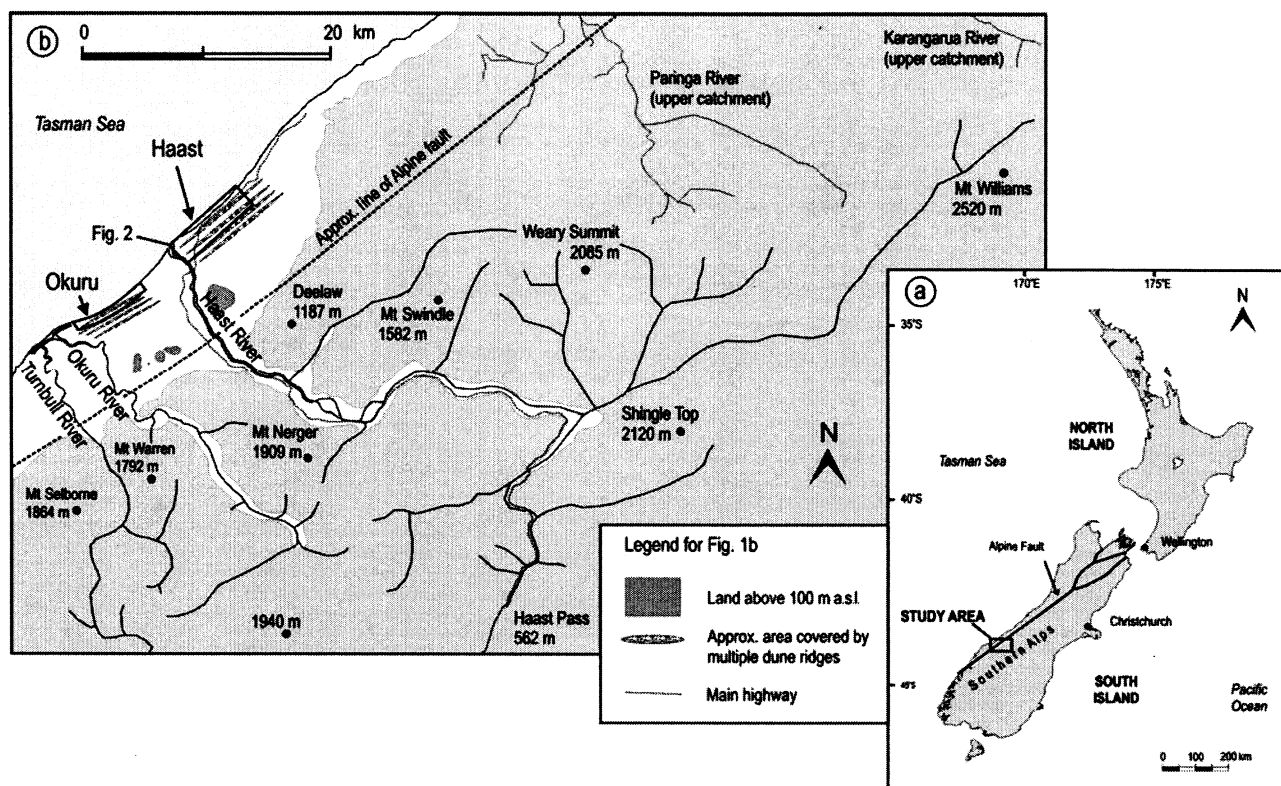 b
0 20 km
Tasman Sea
Haast
Fig. 2
Okuru
Approx. line of Alpine fault
Karangarua River
(upper catchment)
Paringa River
(upper catchment)
Mt Williams
2520 m
Weary Summit
2085 m
Deelaw
1187 m
Mt Swindle
1582 m
Haast River
Okuru River
Turnbull River
Mt Warren
1792 m
Mt Nerger
1909 m
Mt Selborne
1864 m
Shingle Top
2120 m
N
1940 m
Haast Pass
562 m
Legend for Fig. 1b
Land above 100 m a.s.l.
Approx. area covered by
multiple dune ridges
Main highway
a
170°E 175°E
N
35°S
NORTH
ISLAND
Tasman Sea
40°S
Alpine Fault
Wellington
STUDY AREA
Christchurch
Southern Alps
45°S
SOUTH
ISLAND
Pacific
Ocean
0 100 200 km